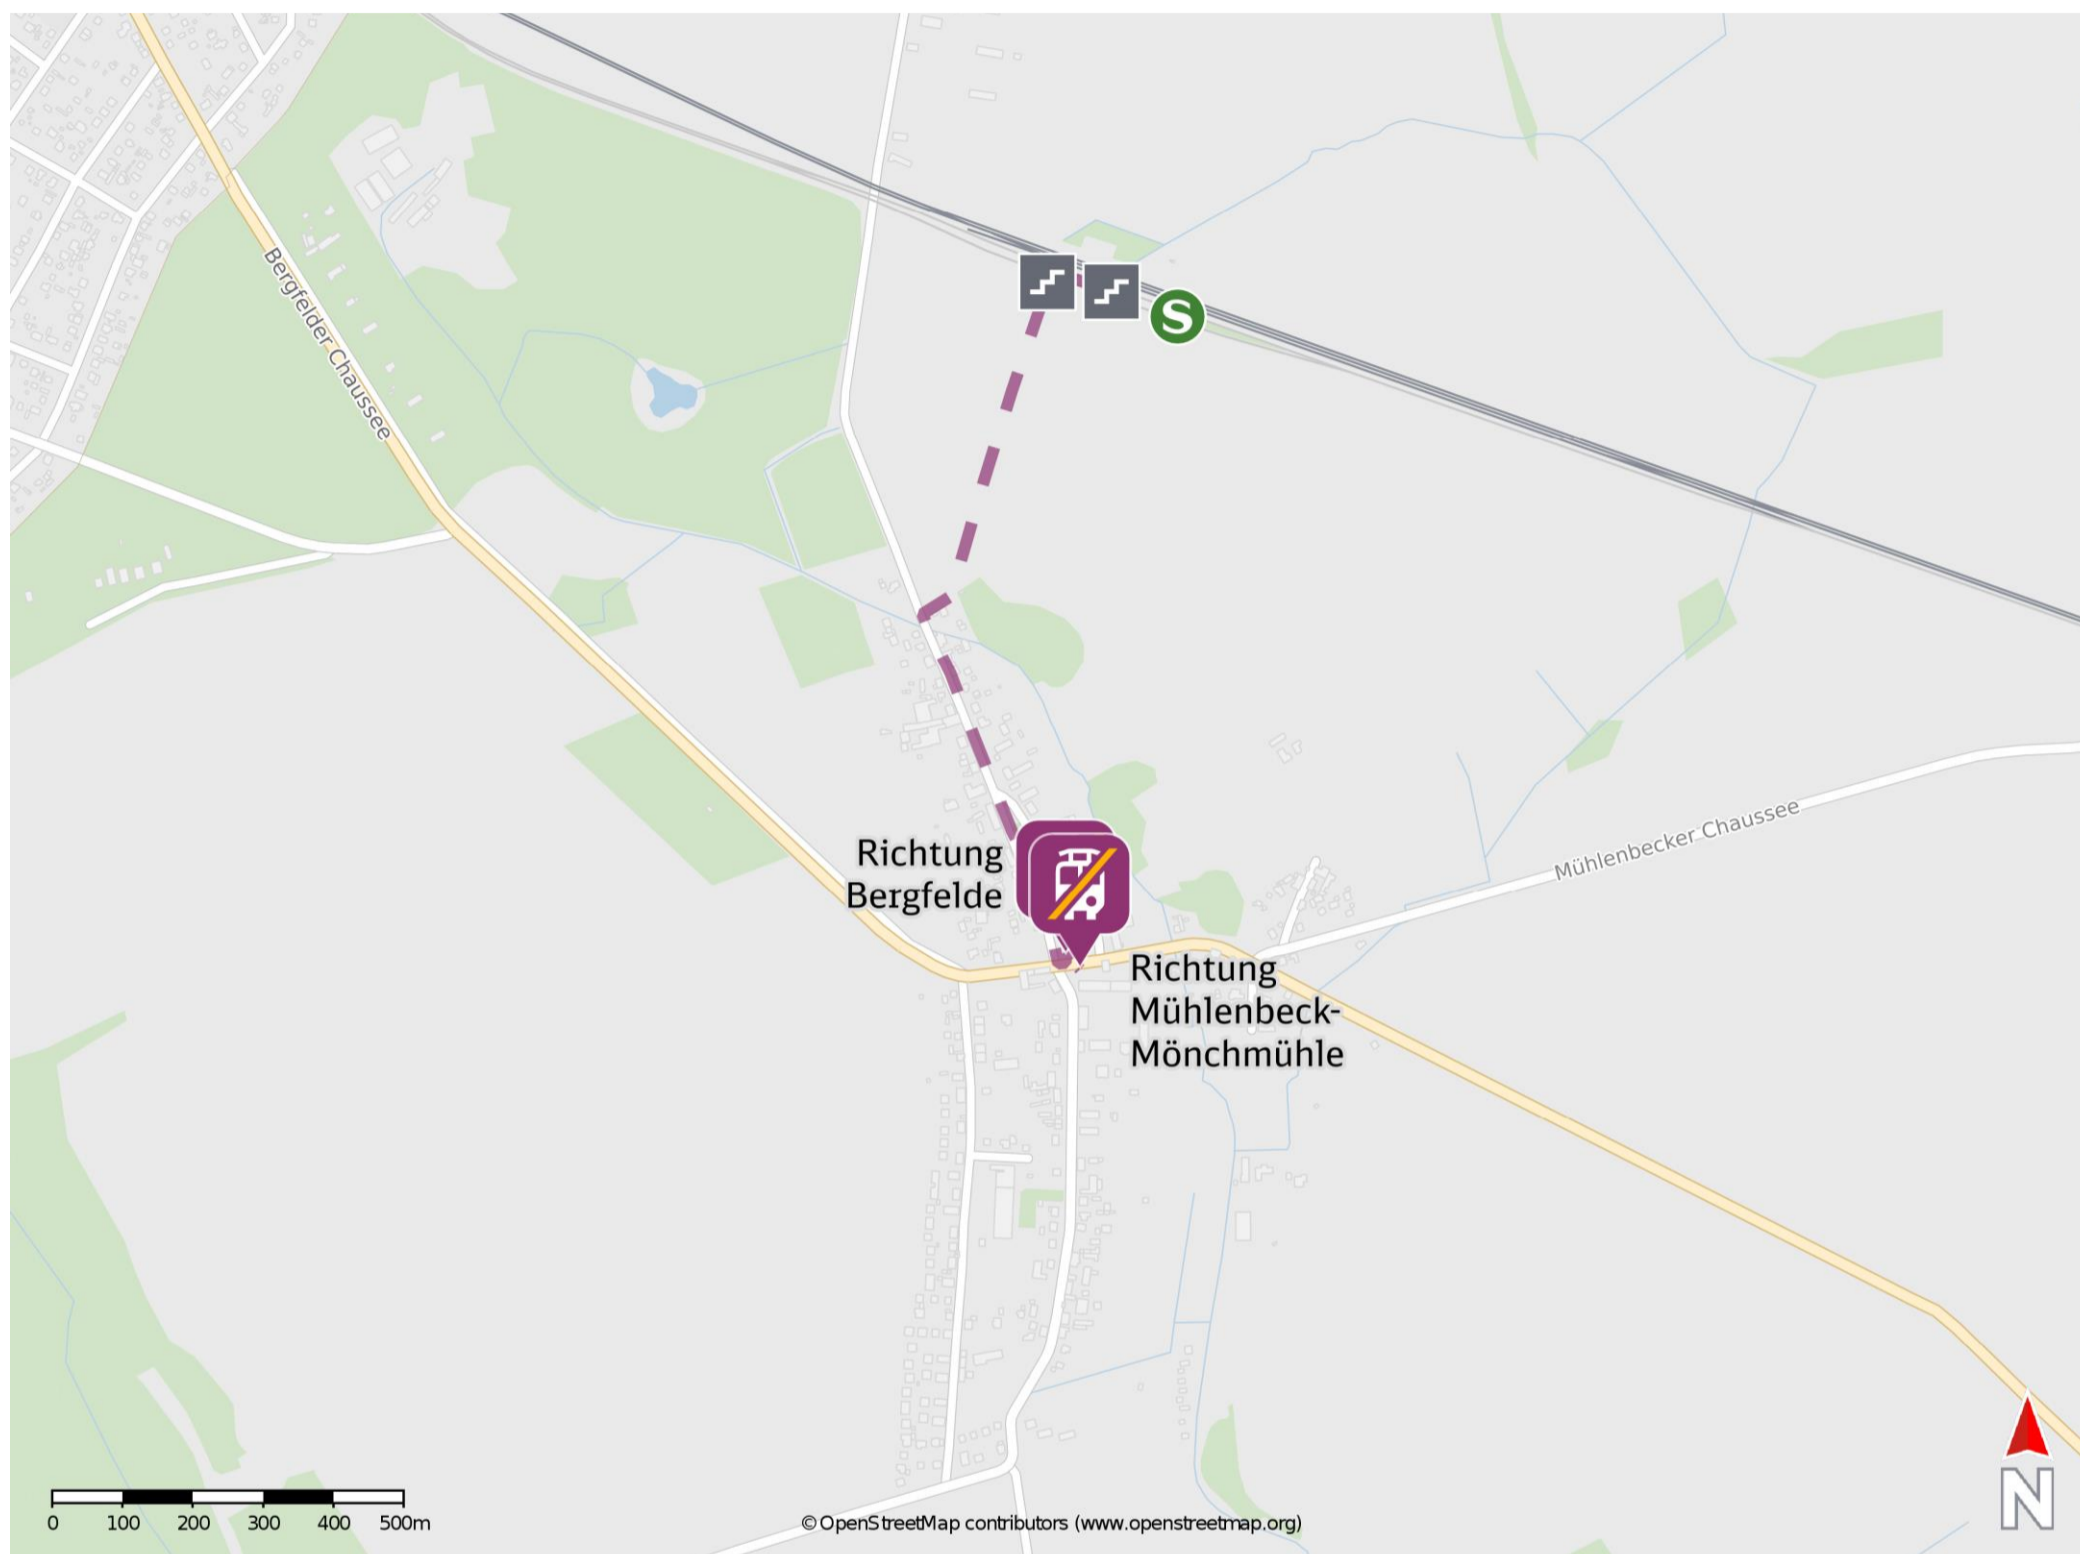 Bergfelder Chaussee
S
Richtung
Bergfelde
Mühlenbecker Chaussee
Richtung
Mühlenbeck-
Mönchmühle
0 100 200 300 400 500m
© OpenStreetMap contributors (www.openstreetmap.org)
N